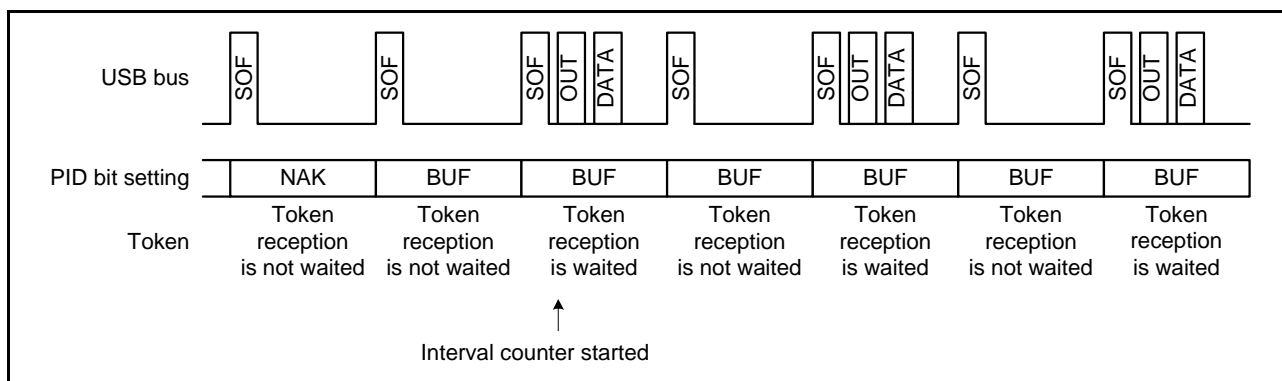 USB bus
SOF
SOF
SOF
OUT
DATA
SOF
SOF
OUT
DATA
SOF
SOF
OUT
DATA
PID bit setting
NAK
BUF
BUF
BUF
BUF
BUF
BUF
Token
Token
reception
is not waited
Token
reception
is not waited
Token
reception
is waited
Token
reception
is not waited
Token
reception
is waited
Token
reception
is not waited
Token
reception
is waited
Interval counter started